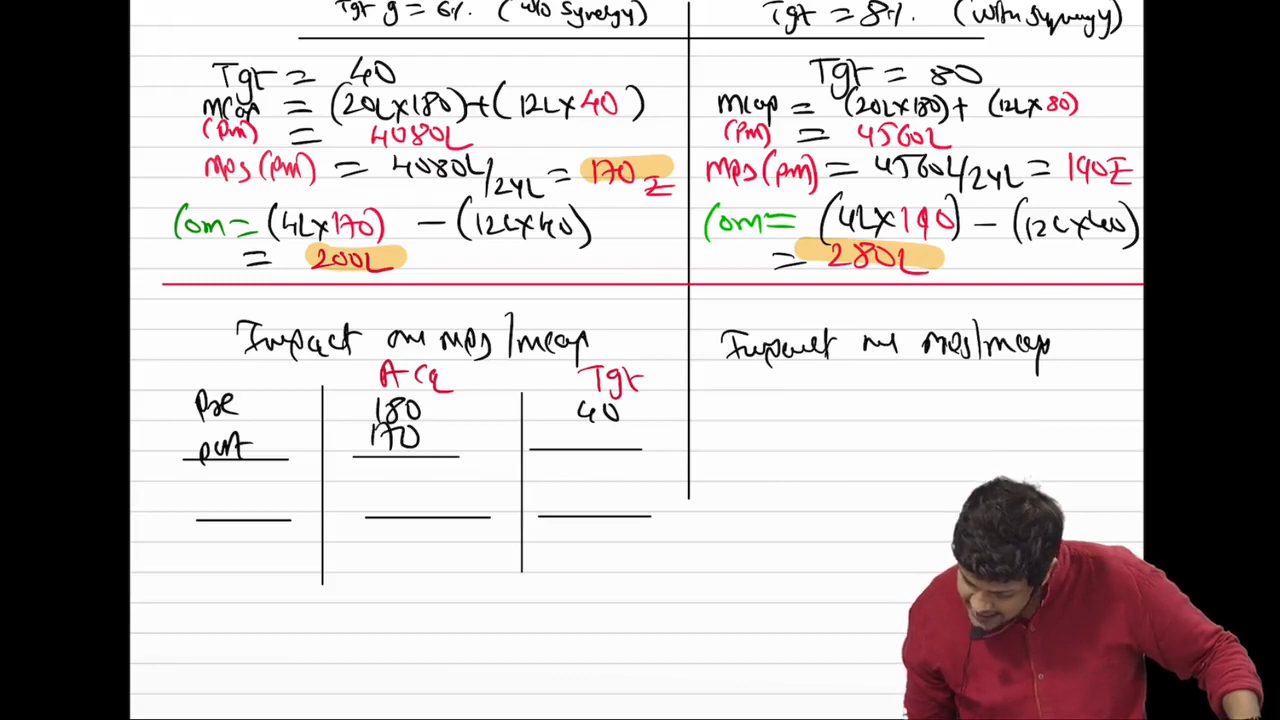 Tgt g = 6%. (w/o Synergy)
Tgt = 40
mcap = (20L×180)+(12L×40)
(Pm) = 4080L
mps(pm) = 4080L/24L = 170
Com = (4L×170) - (12L×40)
= 200L
Impact on mps/mcap
Acq Tgt
Pre 180 40
post 170
Tgt = 8%. (with synergy)
Tgt = 80
mcap = (20L×180)+ (12L×80)
(pm) = 4560L
mps(pm) = 4560L/24L = 190
Com = (4L×190) - (12L×40)
= 280L
Impact on mps/mcap